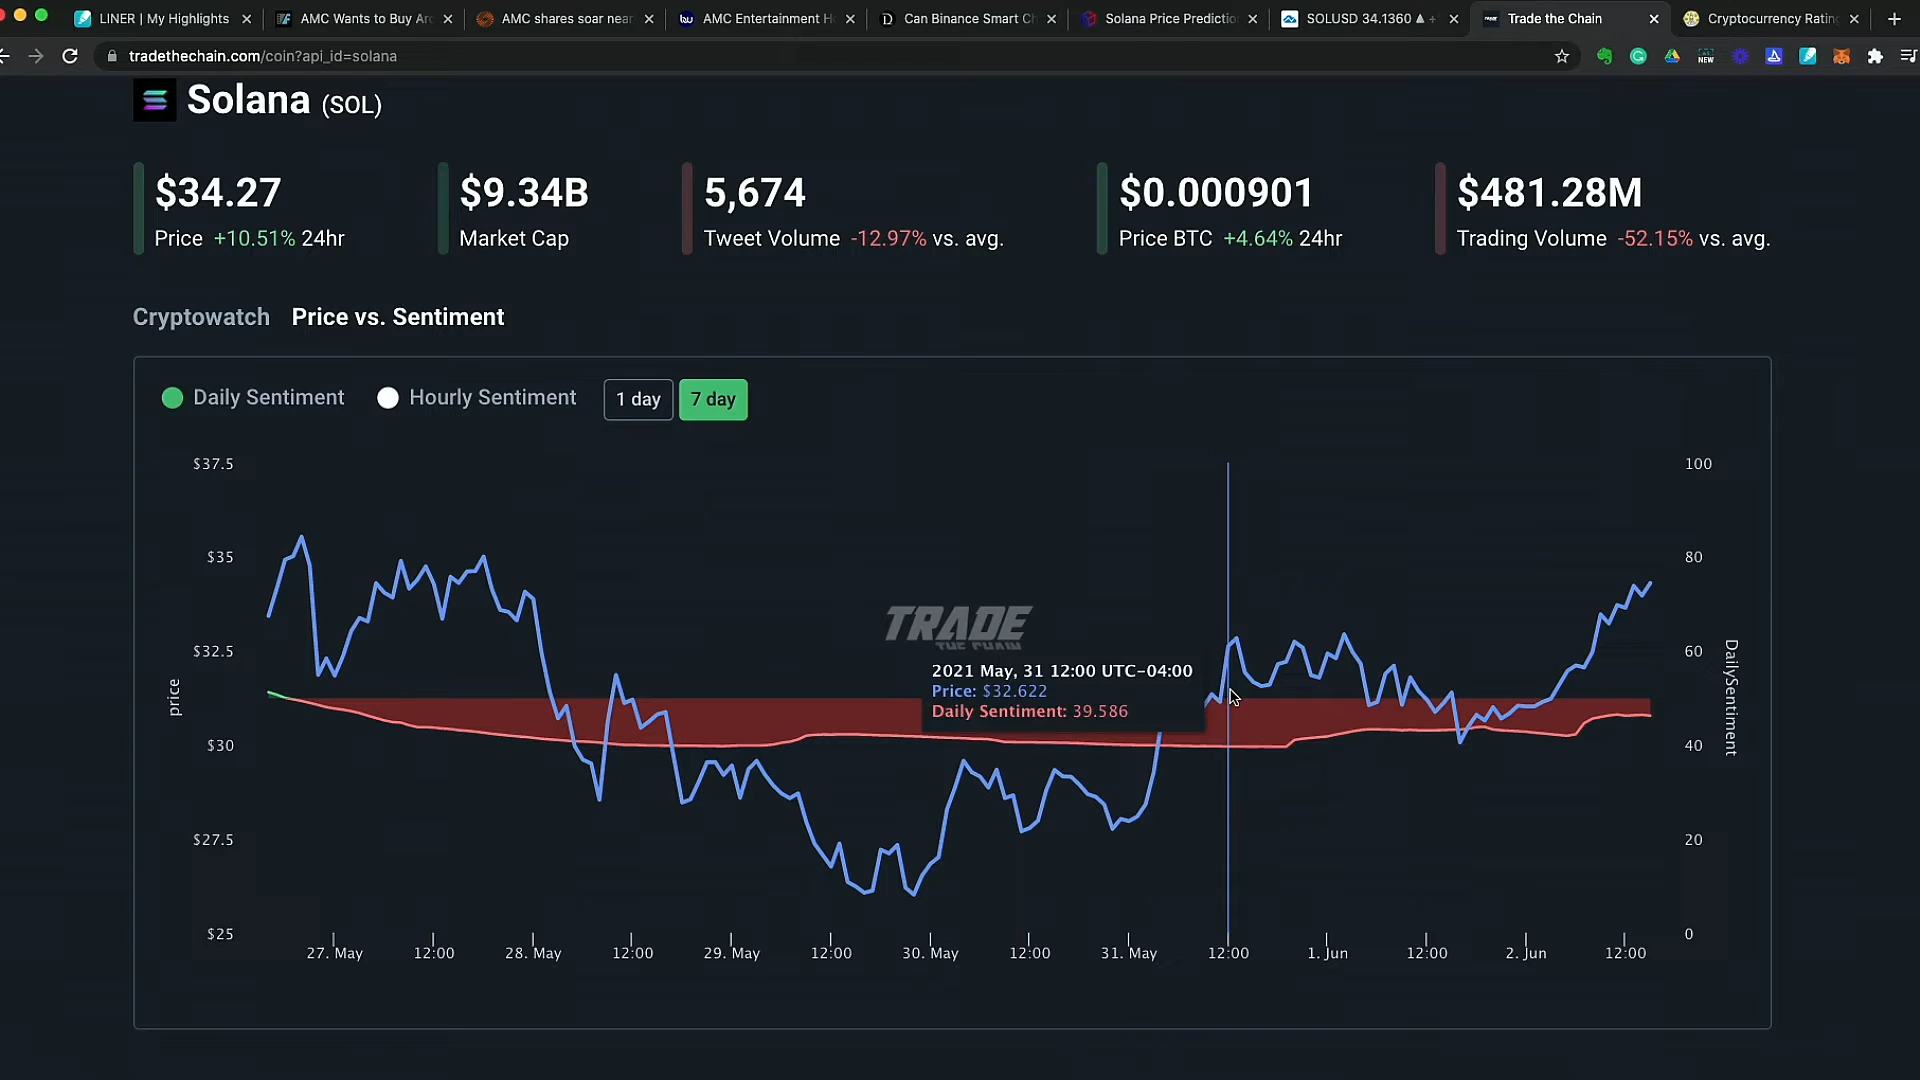 LINER | My Highlights
AMC Wants to Buy Arc
AMC shares soar near
AMC Entertainment H
Can Binance Smart Ch
Solana Price Predictio
SOLUSD 34.1360 ▲ +
Trade the Chain
Cryptocurrency Rating
tradethechain.com/coin?api_id=solana
NEW
Solana (SOL)
$34.27
Price +10.51% 24hr
$9.34B
Market Cap
5,674
Tweet Volume -12.97% vs. avg.
$0.000901
Price BTC +4.64% 24hr
$481.28M
Trading Volume -52.15% vs. avg.
Cryptowatch Price vs. Sentiment
Daily Sentiment Hourly Sentiment 1 day 7 day
$37.5
$35
$32.5
$30
$27.5
$25
price
100
80
60
40
20
0
DailySentiment
TRADE
THE CHAIN
2021 May, 31 12:00 UTC-04:00
Price: $32.622
Daily Sentiment: 39.586
27. May 12:00 28. May 12:00 29. May 12:00 30. May 12:00 31. May 12:00 1. Jun 12:00 2. Jun 12:00